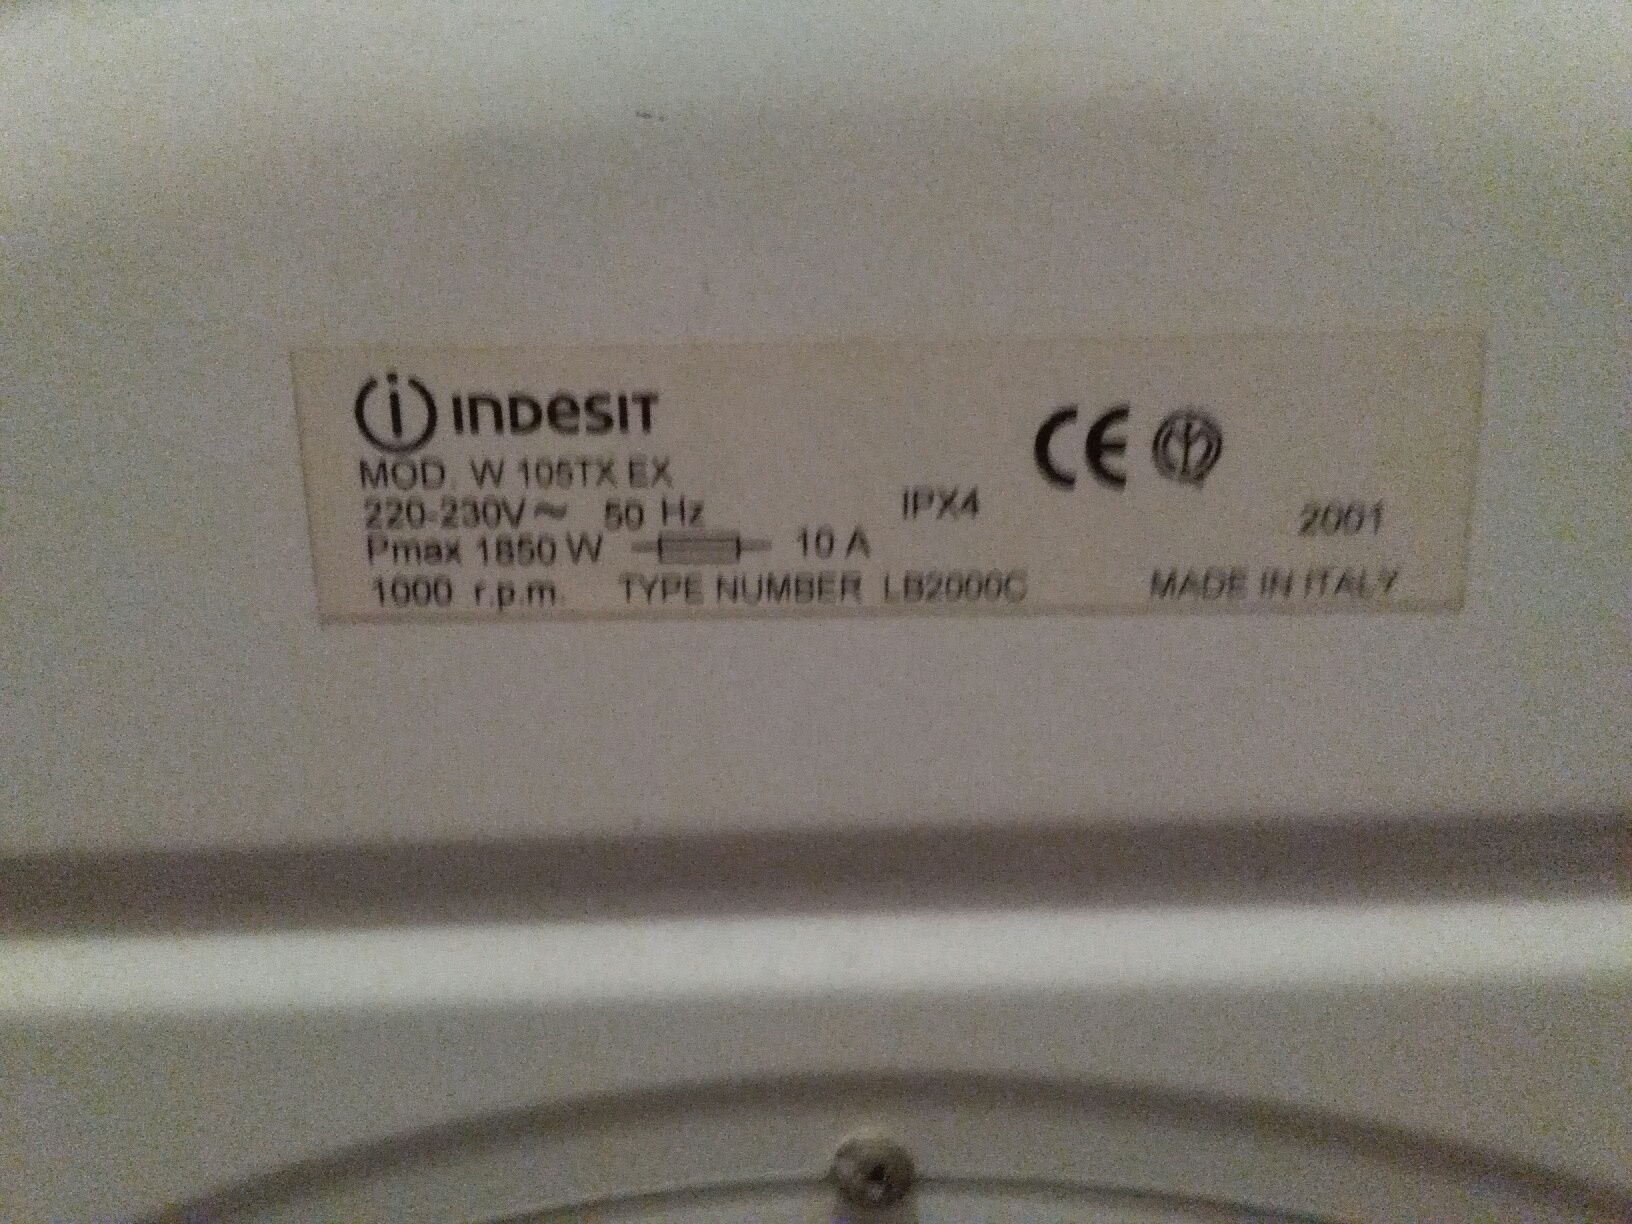 INDESIT
MOD. W 105TX EX
220-230V~ 50 Hz
Pmax 1850 W 10 A
1000 r.p.m. TYPE NUMBER LB2000C
IPX4
CE
2001
MADE IN ITALY